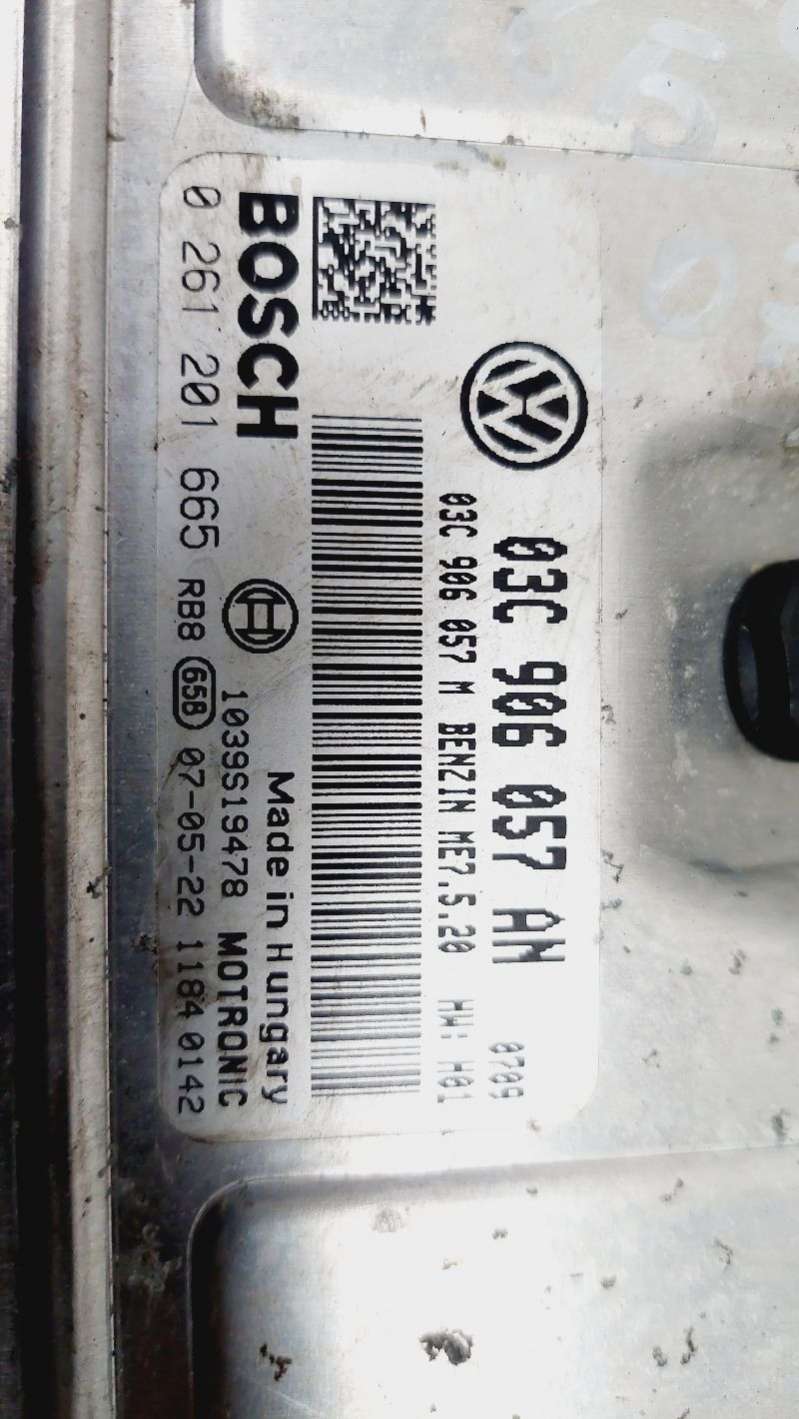 03C 906 057 AN 0709
03C 906 057 M BENZIN ME7.5.20 HW: H01
BOSCH Made in Hungary
1039S19478 MOTRONIC
0 261 201 665 RB8 65B 07-05-22 1184 0142